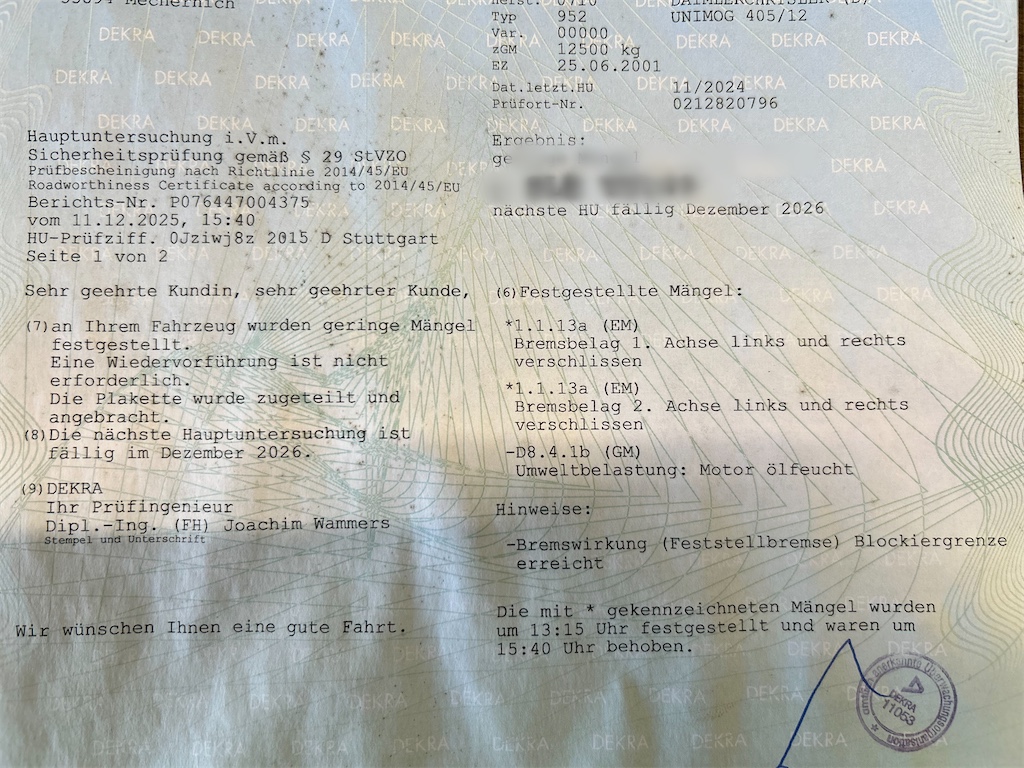 53894 Mechernich
Typ 952 UNIMOG 405/12
Var. 00000
zGM 12500 kg
EZ 25.06.2001
Dat.letzt.HU 11/2024
Prüfort-Nr. 0212820796
Hauptuntersuchung i.V.m.
Sicherheitsprüfung gemäß § 29 StVZO
Prüfbescheinigung nach Richtlinie 2014/45/EU
Roadworthiness Certificate according to 2014/45/EU
Berichts-Nr. P076447004375
vom 11.12.2025, 15:40
HU-Prüfziff. 0Jziwj8z 2015 D Stuttgart
Seite 1 von 2
Ergebnis:
nächste HU fällig Dezember 2026
Sehr geehrte Kundin, sehr geehrter Kunde,
(7) an Ihrem Fahrzeug wurden geringe Mängel
festgestellt.
Eine Wiedervorführung ist nicht
erforderlich.
Die Plakette wurde zugeteilt und
angebracht.
(8) Die nächste Hauptuntersuchung ist
fällig im Dezember 2026.
(9) DEKRA
Ihr Prüfingenieur
Dipl.-Ing. (FH) Joachim Wammers
Stempel und Unterschrift
Wir wünschen Ihnen eine gute Fahrt.
(6) Festgestellte Mängel:
*1.1.13a (EM)
Bremsbelag 1. Achse links und rechts
verschlissen
*1.1.13a (EM)
Bremsbelag 2. Achse links und rechts
verschlissen
-D8.4.1b (GM)
Umweltbelastung: Motor ölfeucht
Hinweise:
-Bremswirkung (Feststellbremse) Blockiergrenze
erreicht
Die mit * gekennzeichneten Mängel wurden
um 13:15 Uhr festgestellt und waren um
15:40 Uhr behoben.
DEKRA
11053
anerkannte Überwachungsorganisation